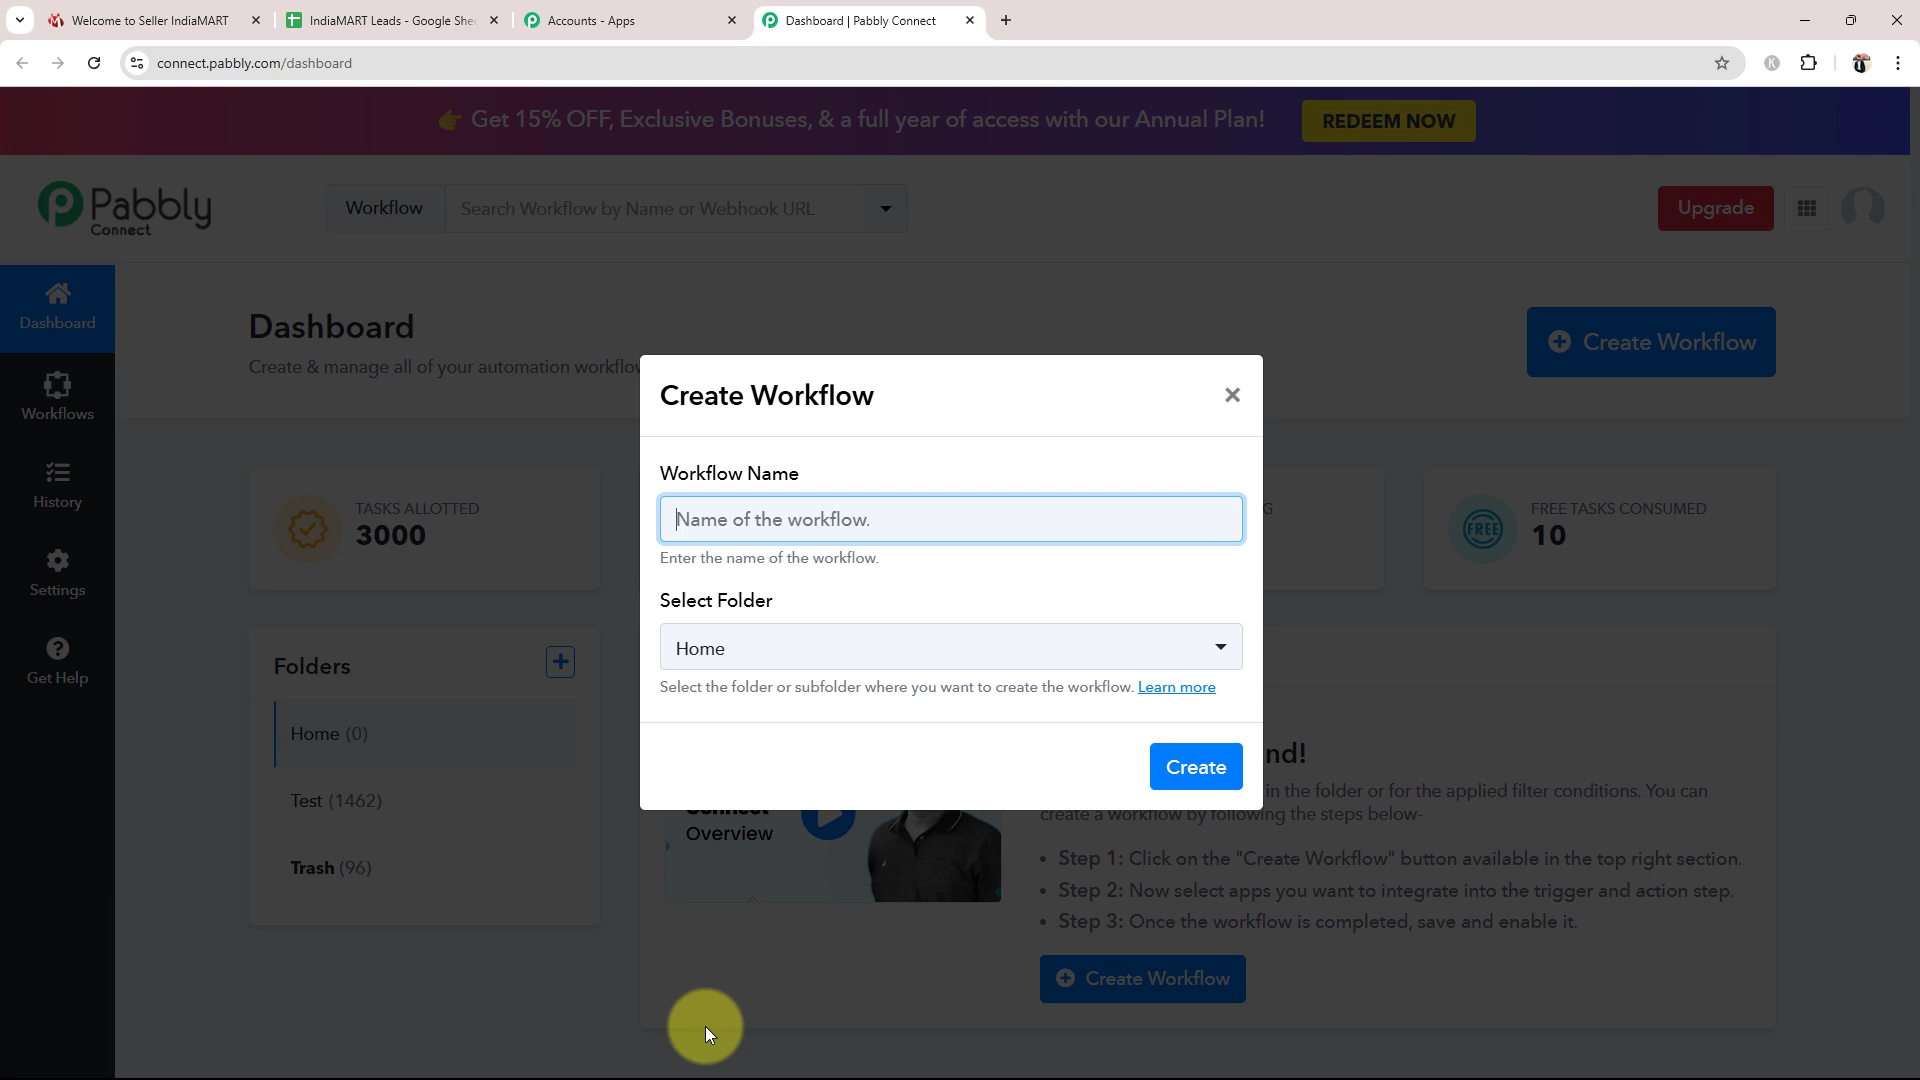 Welcome to Seller IndiaMART
IndiaMART Leads - Google She
Accounts - Apps
Dashboard | Pabbly Connect
connect.pabbly.com/dashboard
K
👉 Get 15% OFF, Exclusive Bonuses, & a full year of access with our Annual Plan!
REDEEM NOW
Pabbly
Connect
Workflow
Search Workflow by Name or Webhook URL
Upgrade
Dashboard
Workflows
History
Settings
Get Help
Dashboard
Create & manage all of your automation workflo
Create Workflow
TASKS ALLOTTED
3000
G
FREE
FREE TASKS CONSUMED
10
Folders
Home (0)
Test (1462)
Trash (96)
Create Workflow
Workflow Name
Name of the workflow.
Enter the name of the workflow.
Select Folder
Home
Select the folder or subfolder where you want to create the workflow. Learn more
Create
Overview
nd!
in the folder or for the applied filter conditions. You can
create a workflow by following the steps below-
• Step 1: Click on the "Create Workflow" button available in the top right section.
• Step 2: Now select apps you want to integrate into the trigger and action step.
• Step 3: Once the workflow is completed, save and enable it.
Create Workflow